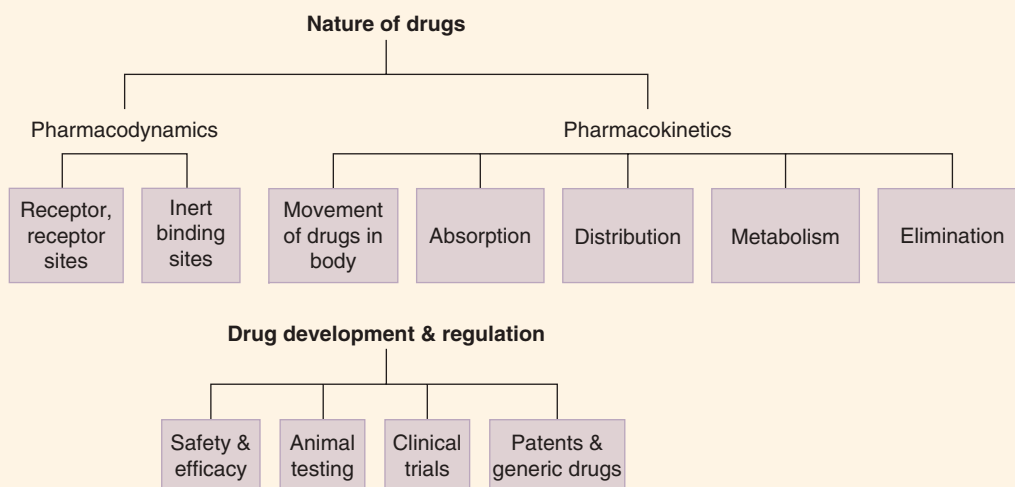 Nature of drugs
Pharmacodynamics
Pharmacokinetics
Receptor,
receptor
sites
Inert
binding
sites
Movement
of drugs in
body
Absorption
Distribution
Metabolism
Elimination
Drug development & regulation
Safety &
efficacy
Animal
testing
Clinical
trials
Patents &
generic drugs